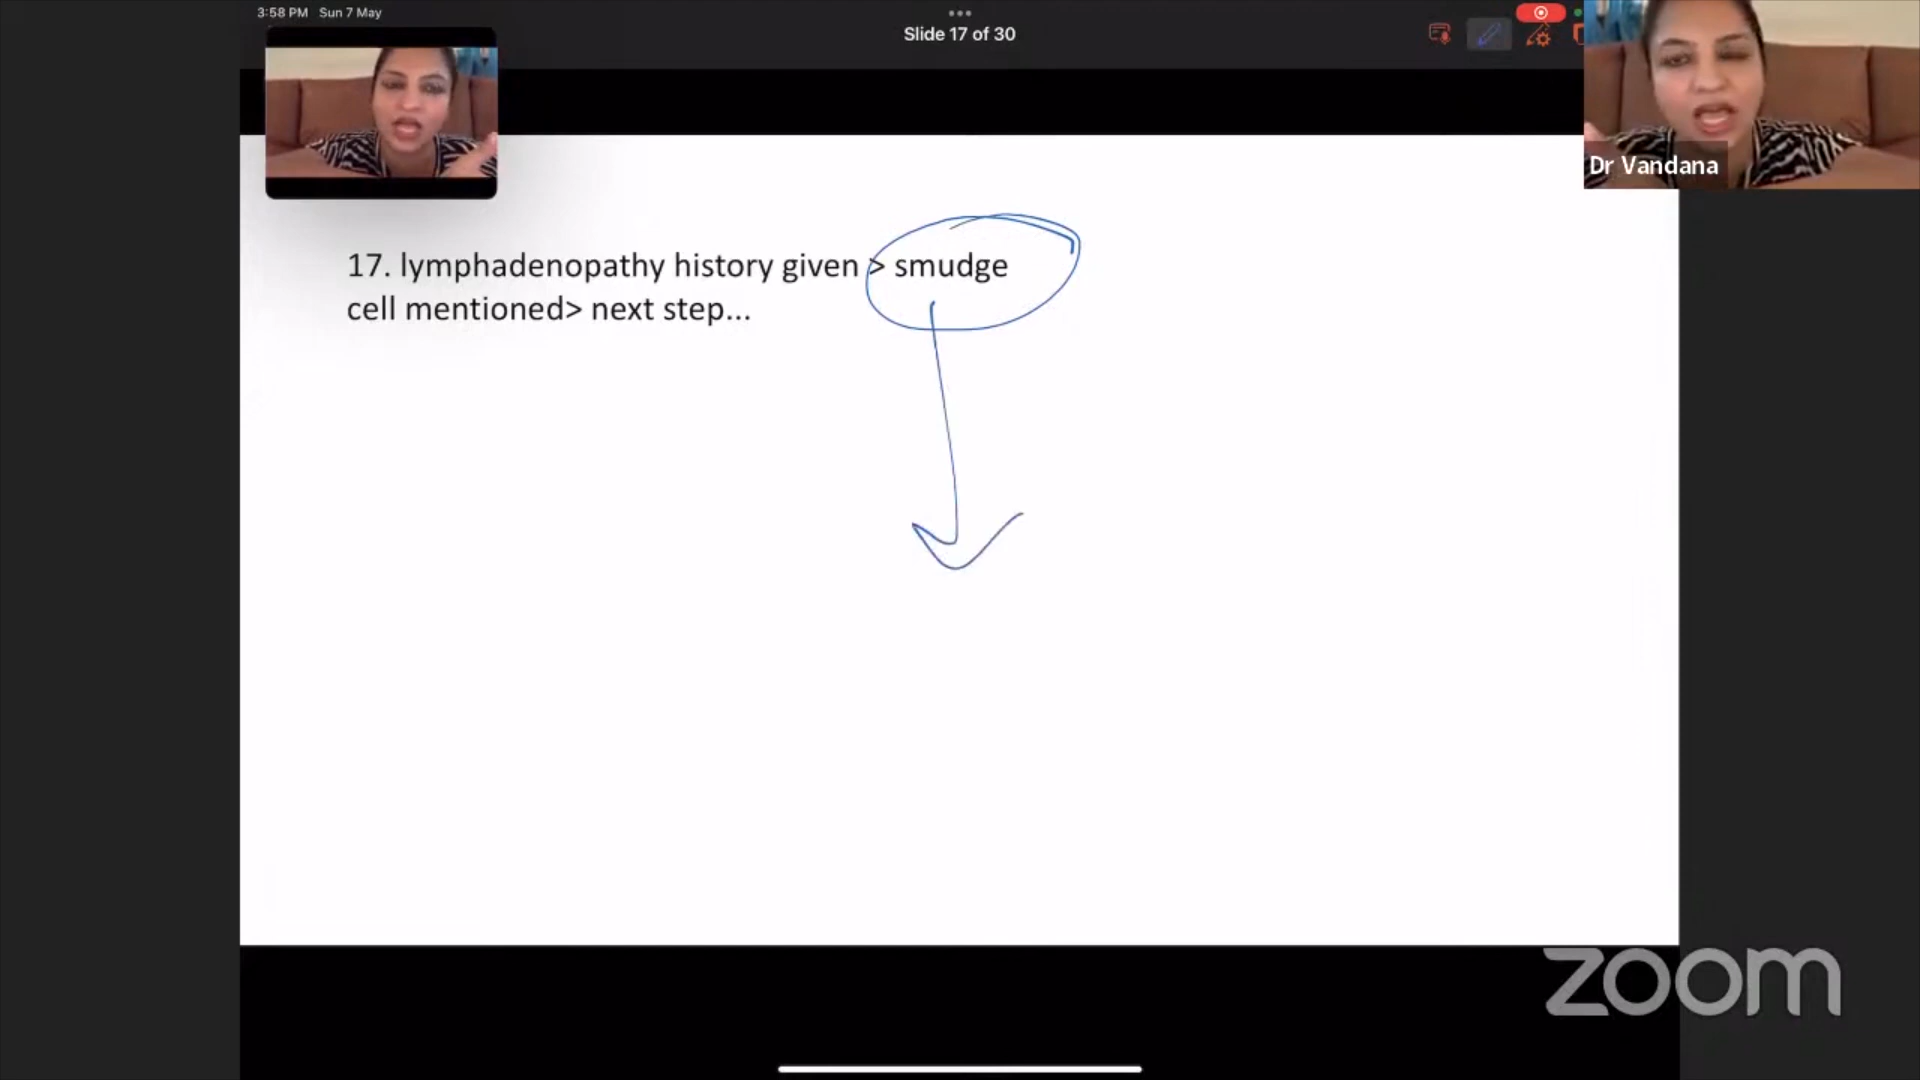 3:58 PM Sun 7 May
Slide 17 of 30
Dr Vandana
17. lymphadenopathy history given > smudge
cell mentioned> next step...
zoom